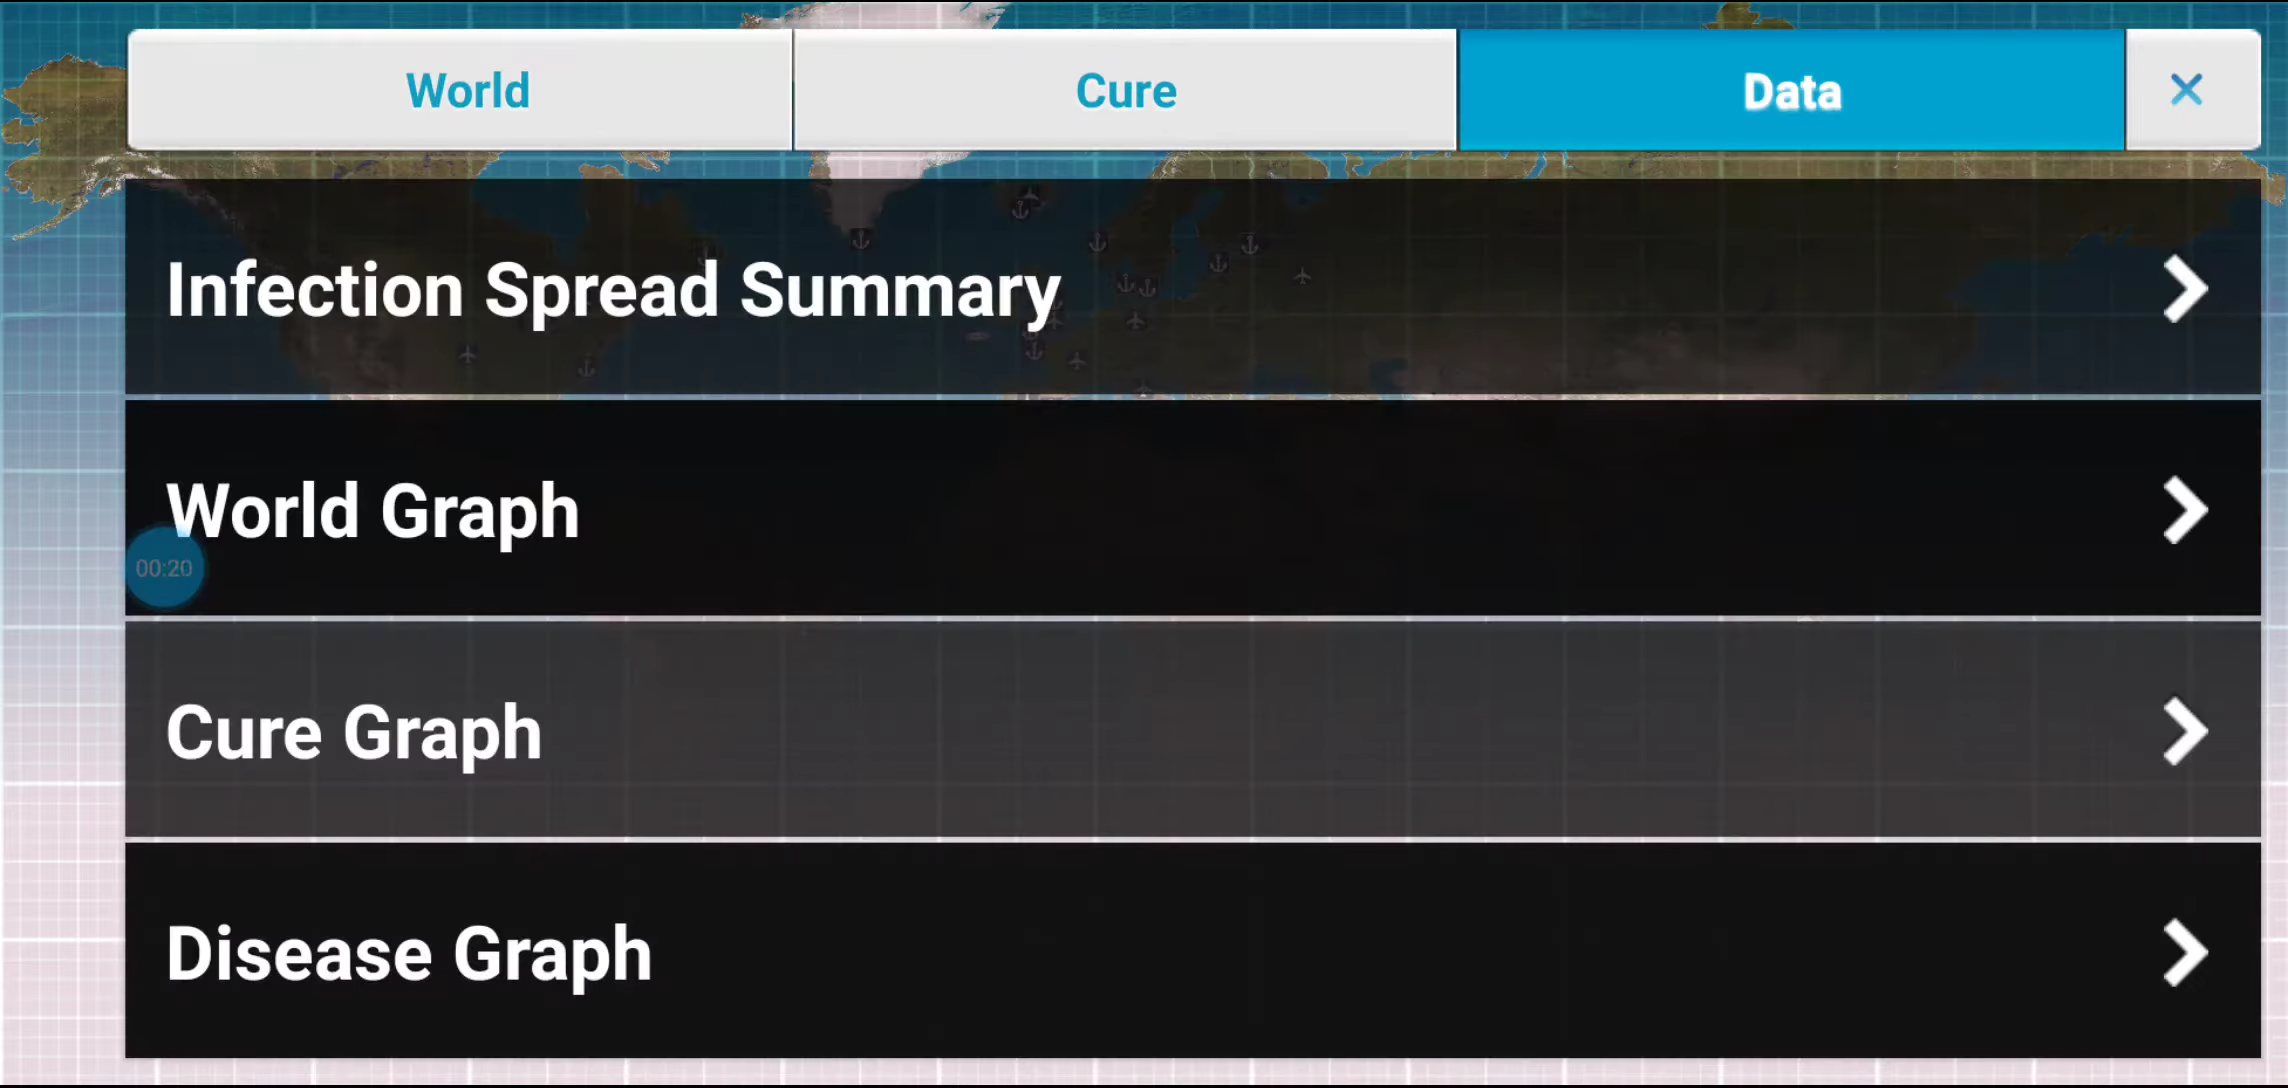 World
Cure
Data
Infection Spread Summary
World Graph
00:20
Cure Graph
Disease Graph